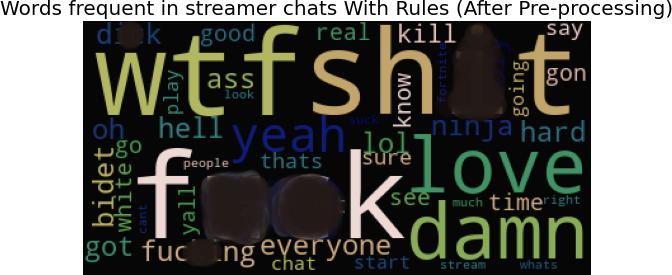 Words frequent in streamer chats With Rules (After Pre-processing)
d k good real kill say
wtf sh t
play ass look know fortnite going gon
oh hell yeah suck lol ninja hard
go people thats sure love
bidet white f k
cant yall see much time right
got fuc ing everyone damn
chat start stream whats